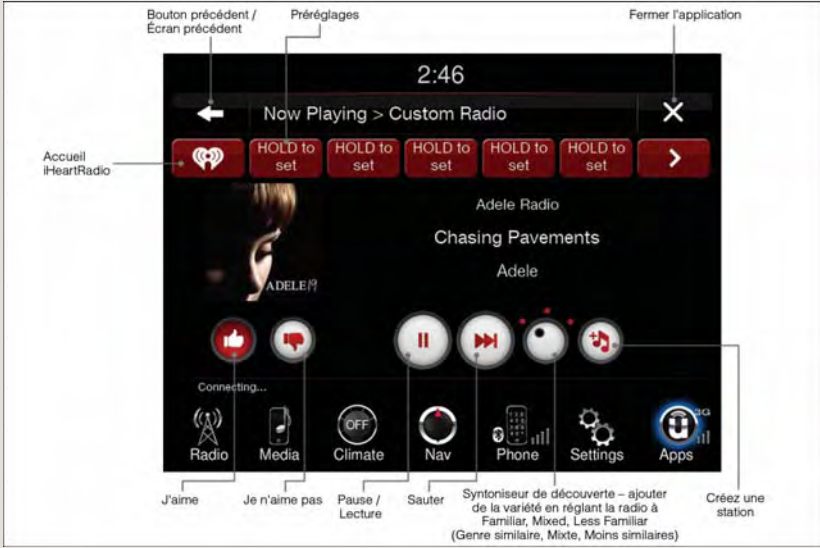 Bouton précédent /
Écran précédent
Préréglages
Fermer l'application
2:46
Now Playing > Custom Radio
Accueil
iHeartRadio
HOLD to
set
HOLD to
set
HOLD to
set
HOLD to
set
HOLD to
set
Adele Radio
Chasing Pavements
Adele
ADELE 19
Connecting...
OFF
3G
Radio
Media
Climate
Nav
Phone
Settings
Apps
J'aime
Je n'aime pas
Pause /
Lecture
Sauter
Syntoniseur de découverte – ajouter
de la variété en réglant la radio à
Familiar, Mixed, Less Familiar
(Genre similaire, Mixte, Moins similaires)
Créez une
station